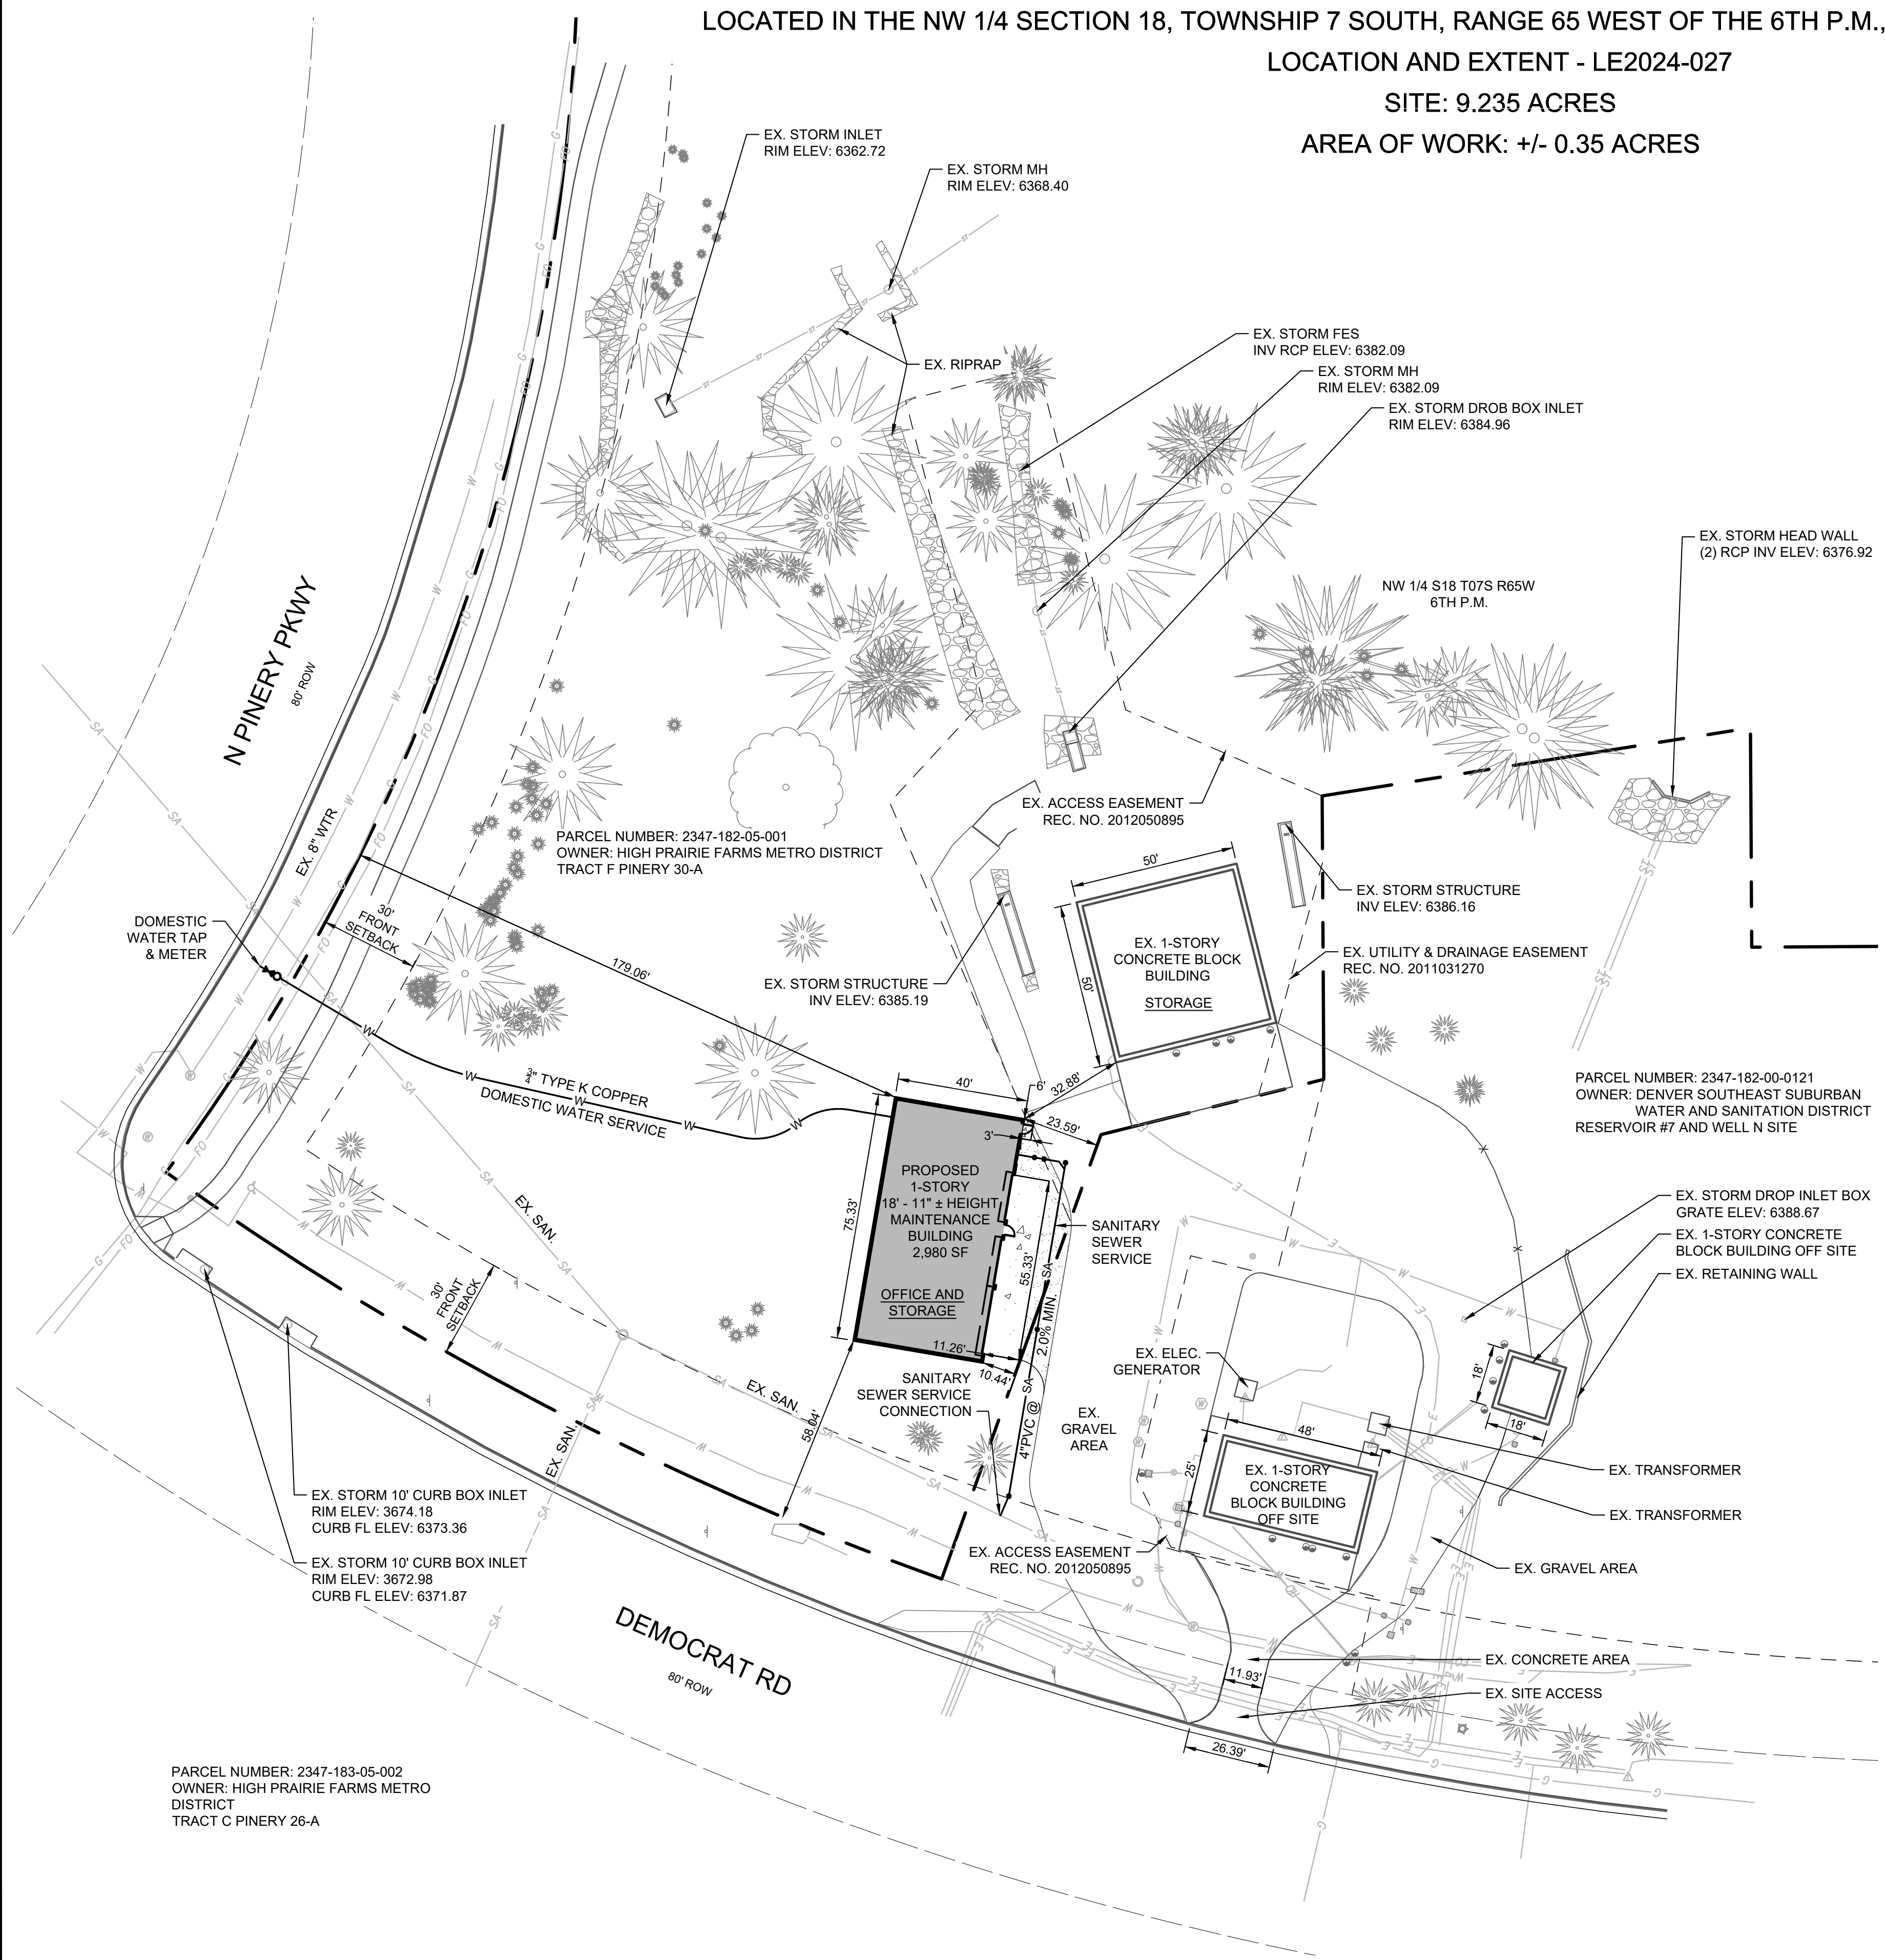 LOCATED IN THE NW 1/4 SECTION 18, TOWNSHIP 7 SOUTH, RANGE 65 WEST OF THE 6TH P.M.,
LOCATION AND EXTENT - LE2024-027
SITE: 9.235 ACRES
AREA OF WORK: +/- 0.35 ACRES
EX. STORM INLET
RIM ELEV: 6362.72
EX. STORM MH
RIM ELEV: 6368.40
EX. RIPRAP
EX. STORM FES
INV RCP ELEV: 6382.09
EX. STORM MH
RIM ELEV: 6382.09
EX. STORM DROB BOX INLET
RIM ELEV: 6384.96
EX. STORM HEAD WALL
(2) RCP INV ELEV: 6376.92
NW 1/4 S18 T07S R65W
6TH P.M.
N PINERY PKWY
80' ROW
EX. 8" WTR
EX. ACCESS EASEMENT
REC. NO. 2012050895
PARCEL NUMBER: 2347-182-05-001
OWNER: HIGH PRAIRIE FARMS METRO DISTRICT
TRACT F PINERY 30-A
DOMESTIC
WATER TAP
& METER
30'
FRONT
SETBACK
179.06'
50'
50'
EX. 1-STORY
CONCRETE BLOCK
BUILDING
STORAGE
EX. STORM STRUCTURE
INV ELEV: 6386.16
EX. UTILITY & DRAINAGE EASEMENT
REC. NO. 2011031270
EX. STORM STRUCTURE
INV ELEV: 6385.19
3/4" TYPE K COPPER
DOMESTIC WATER SERVICE
40'
6'
32.88'
23.59'
3'
75.33'
PROPOSED
1-STORY
18' - 11" ± HEIGHT
MAINTENANCE
BUILDING
2,980 SF
OFFICE AND
STORAGE
55.33'
11.26'
10.44'
58.04'
SANITARY
SEWER
SERVICE
4"PVC @ 2.0% MIN.
SANITARY
SEWER SERVICE
CONNECTION
PARCEL NUMBER: 2347-182-00-0121
OWNER: DENVER SOUTHEAST SUBURBAN
WATER AND SANITATION DISTRICT
RESERVOIR #7 AND WELL N SITE
EX. STORM DROP INLET BOX
GRATE ELEV: 6388.67
EX. 1-STORY CONCRETE
BLOCK BUILDING OFF SITE
EX. RETAINING WALL
18'
18'
EX. SAN.
30'
FRONT
SETBACK
EX. SAN.
EX. SAN.
EX. ELEC.
GENERATOR
EX.
GRAVEL
AREA
48'
25'
EX. 1-STORY
CONCRETE
BLOCK BUILDING
OFF SITE
EX. TRANSFORMER
EX. TRANSFORMER
EX. GRAVEL AREA
EX. ACCESS EASEMENT
REC. NO. 2012050895
EX. STORM 10' CURB BOX INLET
RIM ELEV: 3674.18
CURB FL ELEV: 6373.36
EX. STORM 10' CURB BOX INLET
RIM ELEV: 3672.98
CURB FL ELEV: 6371.87
DEMOCRAT RD
80' ROW
11.93'
EX. CONCRETE AREA
EX. SITE ACCESS
26.39'
PARCEL NUMBER: 2347-183-05-002
OWNER: HIGH PRAIRIE FARMS METRO
DISTRICT
TRACT C PINERY 26-A